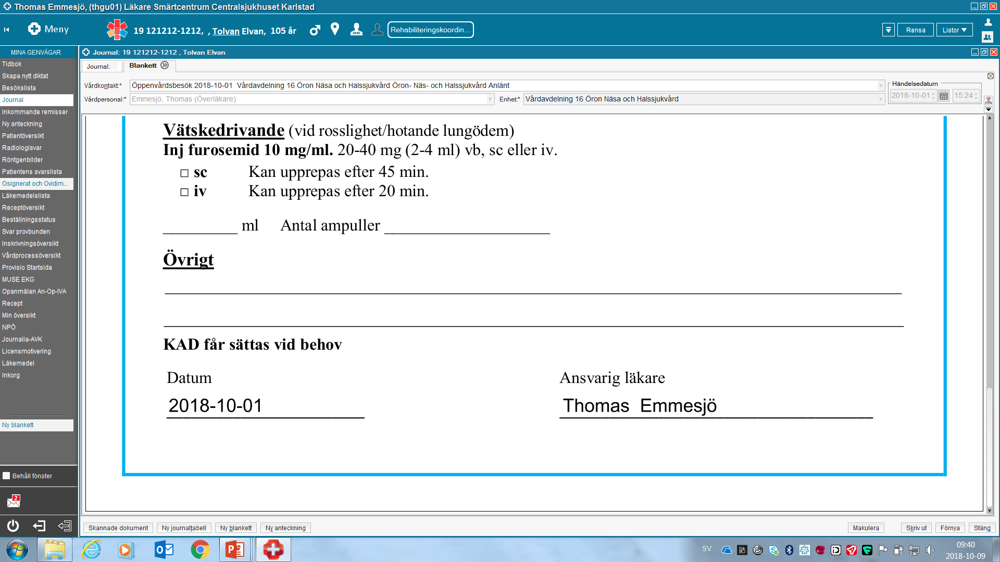 Thomas Emmesjö, (thgu01) Läkare Smärtcentrum Centralsjukhuset Karlstad
Meny
19 121212-1212, , Tolvan Elvan, 105 år
Rehabiliteringskoordin...
Rensa
Listor
MINA GENVÄGAR
Tidbok
Skapa nytt diktat
Besökslista
Journal
Inkommande remisser
Ny anteckning
Patientöversikt
Radiologisvar
Röntgenbilder
Patientens svarslista
Osignerat och Ovidim...
Läkemedelslista
Receptöversikt
Beställningsstatus
Svar provbunden
Inskrivningsöversikt
Vårdprocessöversikt
Provisio Startsida
MUSE EKG
Opanmälan An-Op-IVA
Recept
Min översikt
NPÖ
Journalia-AVK
Licensmotivering
Läkemedel
Inkorg
Ny blankett
Behåll fönster
2
Journal: 19 121212-1212 , Tolvan Elvan
Journal:
Blankett
Vårdkontakt:* Öppenvårdsbesök 2018-10-01 Vårdavdelning 16 Öron Näsa och Halssjukvård Öron- Näs- och Halssjukvård Anlänt
Vårdpersonal:* Emmesjö, Thomas (Överläkare)
Enhet:* Vårdavdelning 16 Öron Näsa och Halssjukvård
Händelsedatum
2018-10-01 15:24
Vätskedrivande (vid rosslighet/hotande lungödem)
Inj furosemid 10 mg/ml. 20-40 mg (2-4 ml) vb, sc eller iv.
□ sc Kan upprepas efter 45 min.
□ iv Kan upprepas efter 20 min.
_________ ml Antal ampuller ____________________
Övrigt
KAD får sättas vid behov
Datum
2018-10-01
Ansvarig läkare
Thomas Emmesjö
Skannade dokument
Ny journaltabell
Ny blankett
Ny anteckning
Makulera
Skriv ut
Förnya
Stäng
SV
09:40
2018-10-09